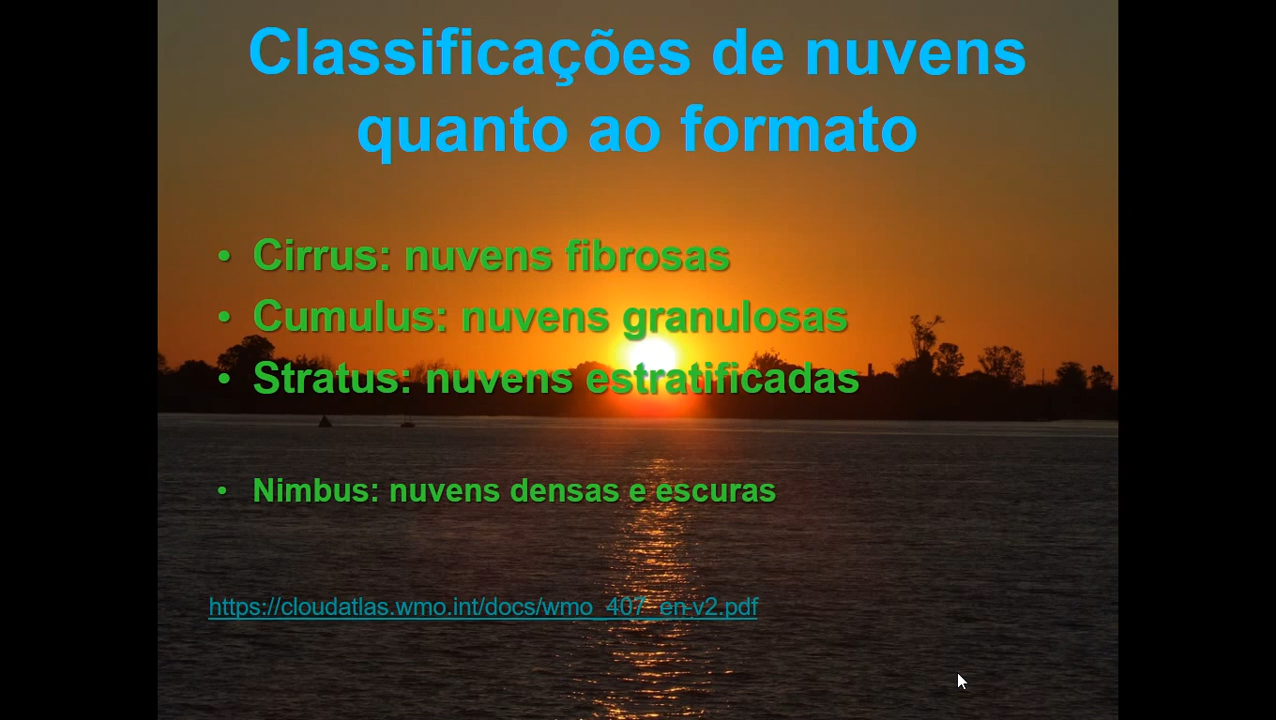 Classificações de nuvens
quanto ao formato
• Cirrus: nuvens fibrosas
• Cumulus: nuvens granulosas
• Stratus: nuvens estratificadas
• Nimbus: nuvens densas e escuras
https://cloudatlas.wmo.int/docs/wmo_407_en-v2.pdf